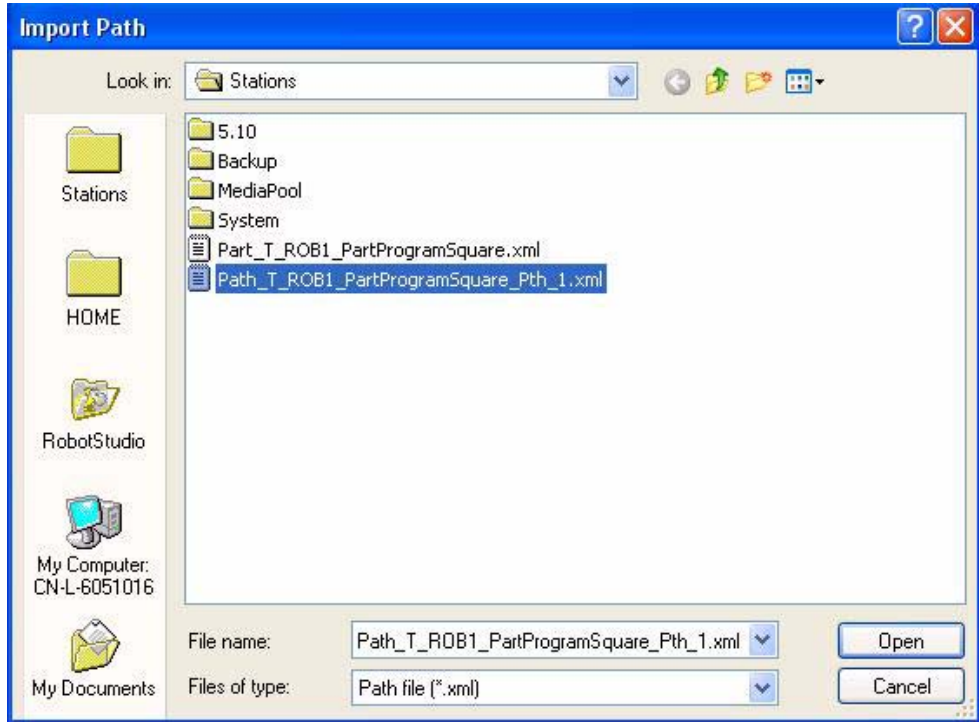 Import Path
Look in: Stations
Stations
HOME
RobotStudio
My Computer:
CN-L-6051016
My Documents
5.10
Backup
MediaPool
System
Part_T_ROB1_PartProgramSquare.xml
Path_T_ROB1_PartProgramSquare_Pth_1.xml
File name: Path_T_ROB1_PartProgramSquare_Pth_1.xml Open
Files of type: Path file (*.xml) Cancel